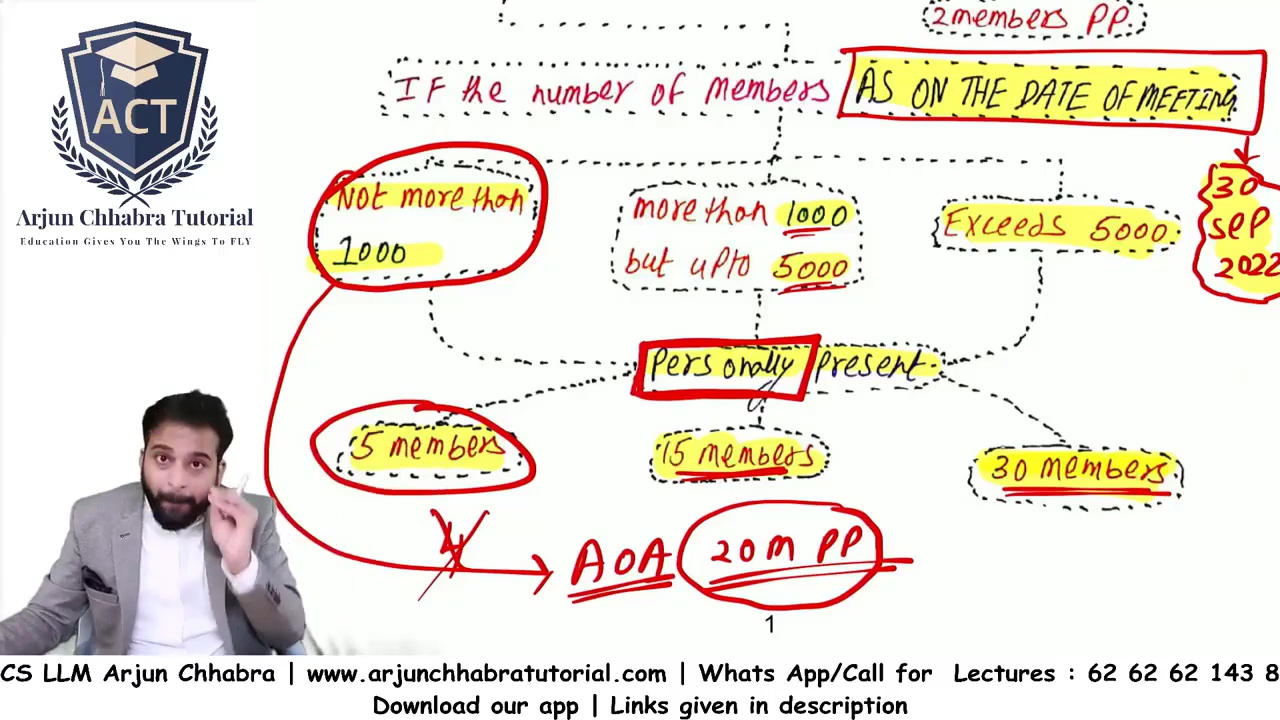 2members PP.
IF the number of members AS ON THE DATE OF MEETING
ACT
Arjun Chhabra Tutorial
Education Gives You The Wings To FLY
Not more than
1000
more than 1000
but upto 5000
Exceeds 5000
30
SEP
2022
Personally present.
5 members
15 members
30 members
4
AOA 20M PP
1
CS LLM Arjun Chhabra | www.arjunchhabratutorial.com | Whats App/Call for Lectures : 62 62 62 143 8
Download our app | Links given in description